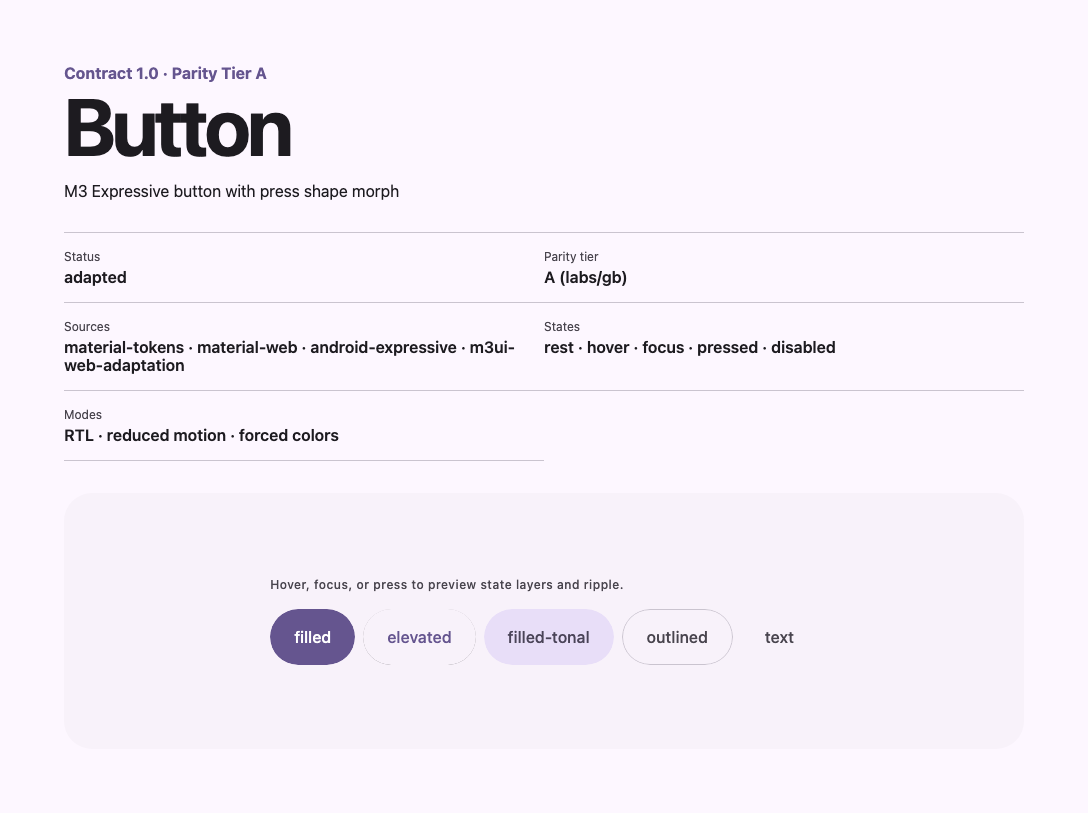 Contract 1.0 · Parity Tier A
Button
M3 Expressive button with press shape morph
Status
adapted
Parity tier
A (labs/gb)
Sources
material-tokens · material-web · android-expressive · m3ui-
web-adaptation
States
rest · hover · focus · pressed · disabled
Modes
RTL · reduced motion · forced colors
Hover, focus, or press to preview state layers and ripple.
filled
elevated
filled-tonal
outlined
text